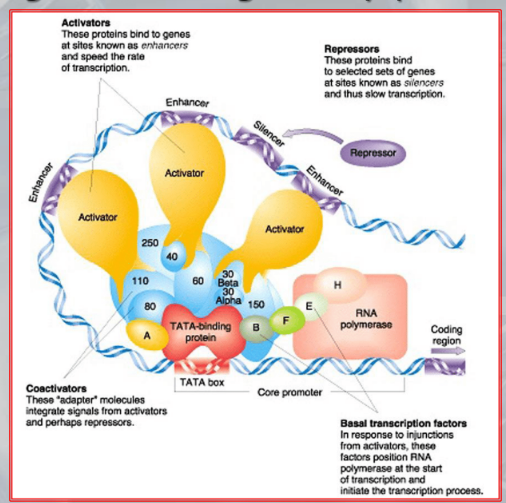 Activators
These proteins bind to genes
at sites known as enhancers
and speed the rate
of transcription.
Repressors
These proteins bind
to selected sets of genes
at sites known as silencers
and thus slow transcription.
Enhancer
Silencer
Repressor
Enhancer
Enhancer
Activator
Activator
Activator
250
40
110
60
30
Beta
30
Alpha
150
80
H
E
F
B
A
TATA-binding
protein
RNA
polymerase
Coding
region
TATA box
Core promoter
Coactivators
These "adapter" molecules
integrate signals from activators
and perhaps repressors.
Basal transcription factors
In response to injunctions
from activators, these
factors position RNA
polymerase at the start
of transcription and
initiate the transcription process.